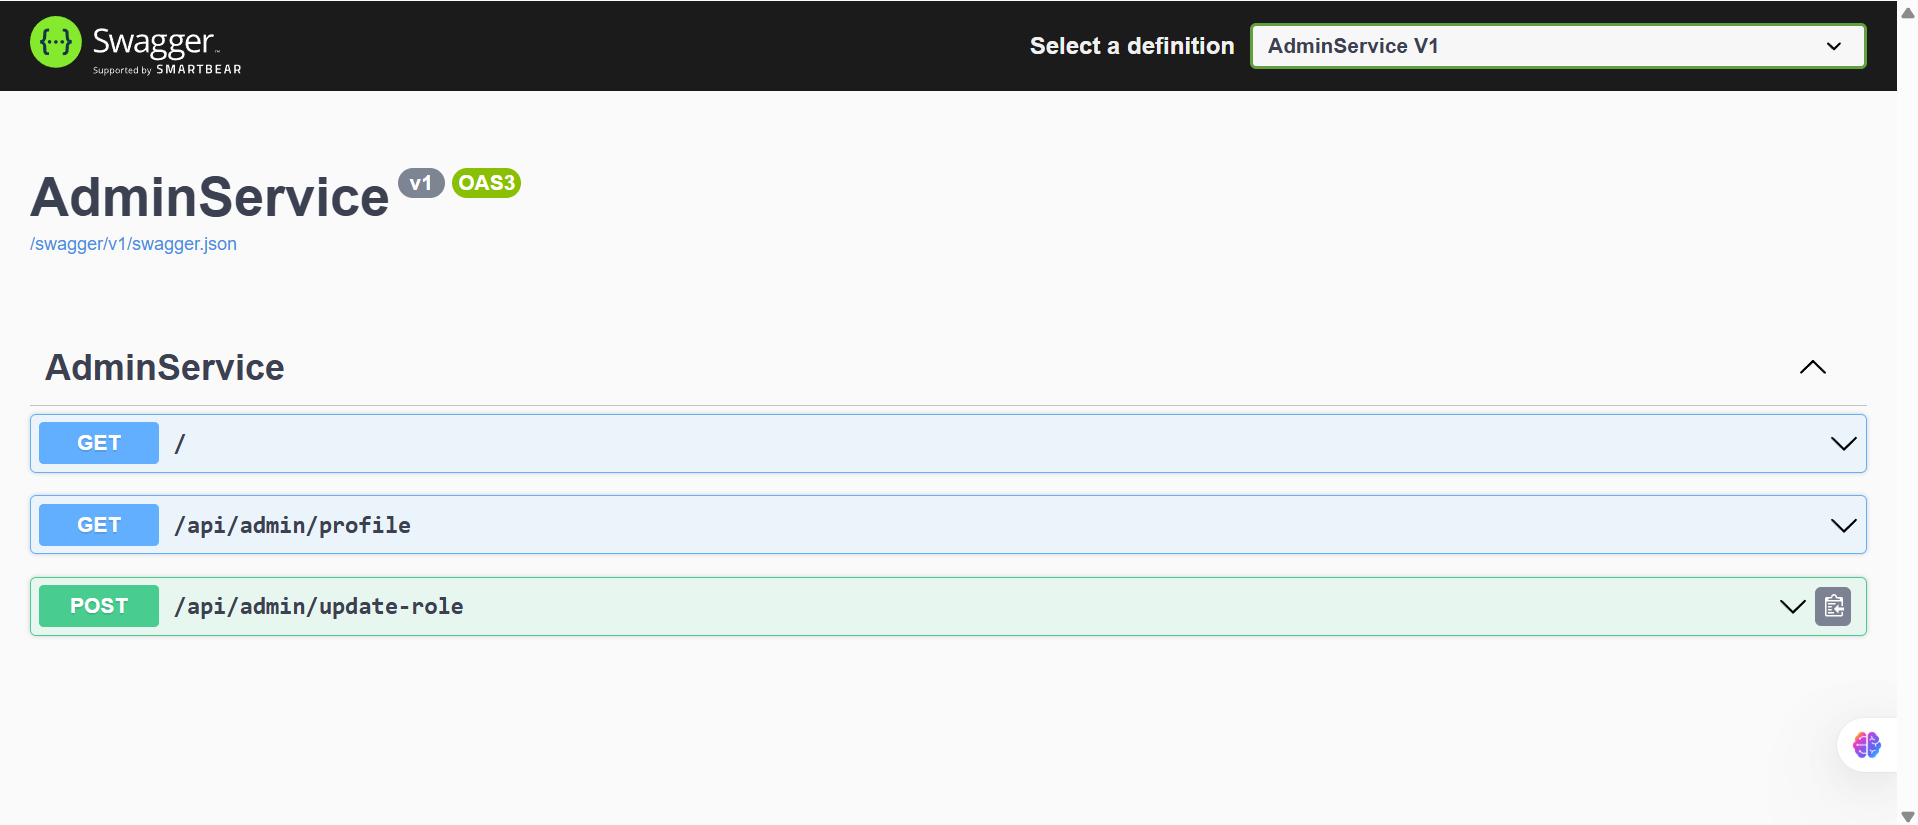 {···} Swagger™
Supported by SMARTBEAR
Select a definition
AdminService V1
AdminService v1 OAS3
/swagger/v1/swagger.json
AdminService
GET /
GET /api/admin/profile
POST /api/admin/update-role